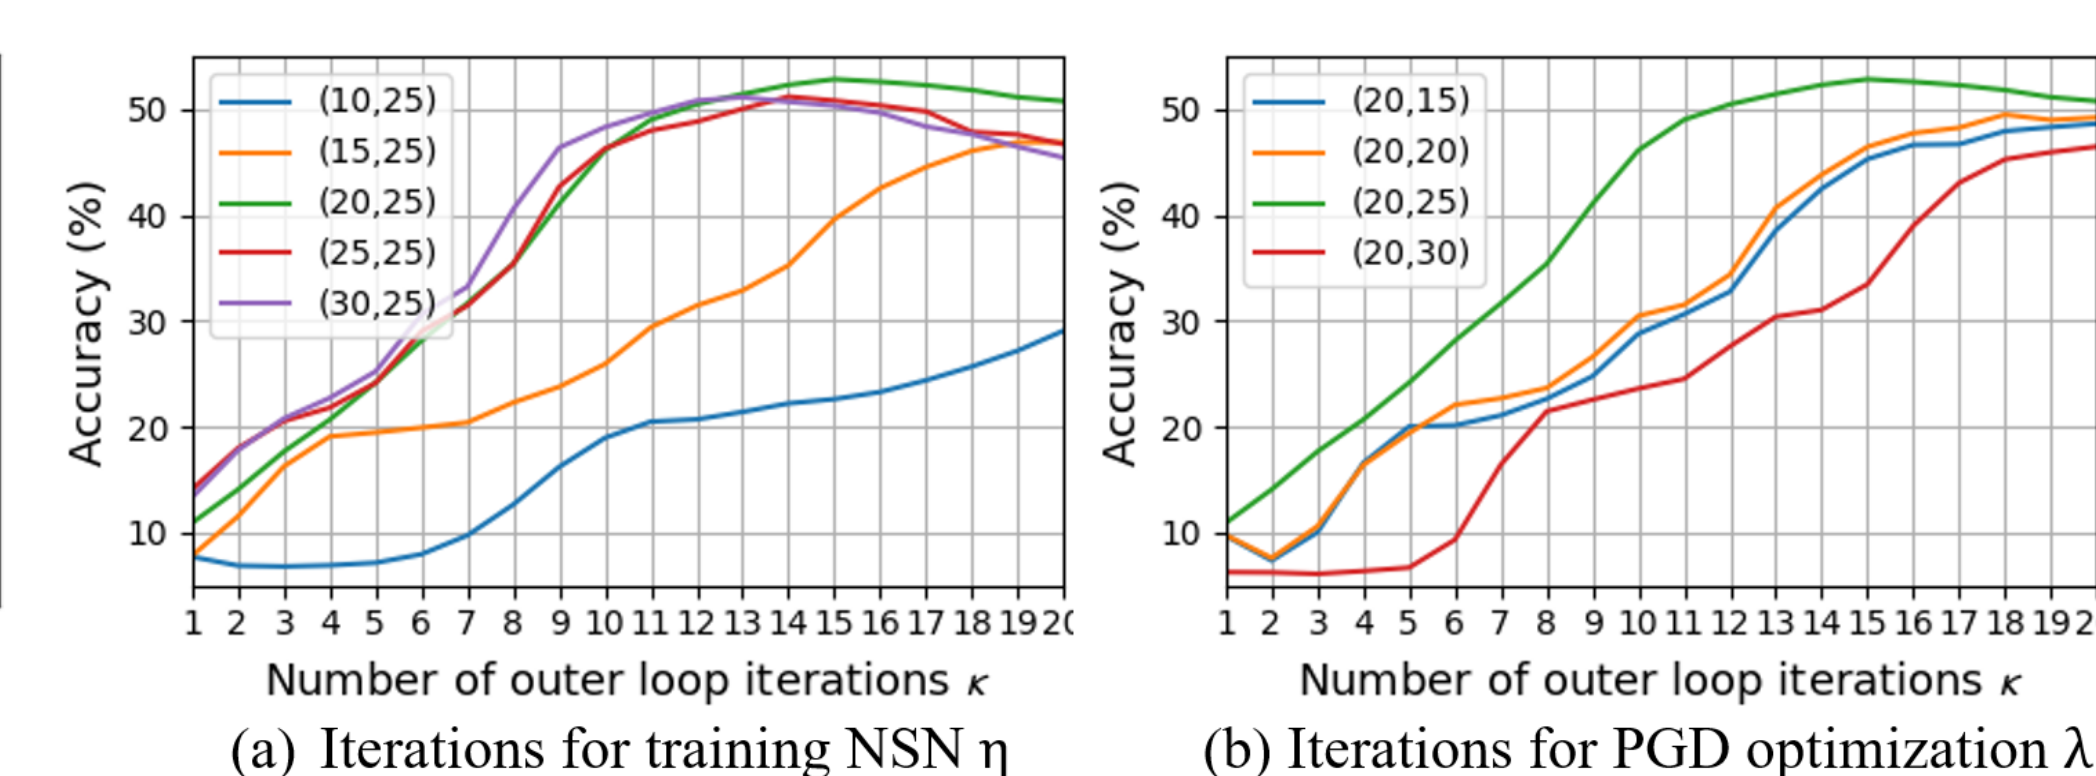 50
40
30
20
10
Accuracy (%)
(10,25)
(15,25)
(20,25)
(25,25)
(30,25)
1 2 3 4 5 6 7 8 9 10 11 12 13 14 15 16 17 18 19 20
Number of outer loop iterations κ
(a) Iterations for training NSN η
50
40
30
20
10
Accuracy (%)
(20,15)
(20,20)
(20,25)
(20,30)
1 2 3 4 5 6 7 8 9 10 11 12 13 14 15 16 17 18 19 2
Number of outer loop iterations κ
(b) Iterations for PGD optimization λ